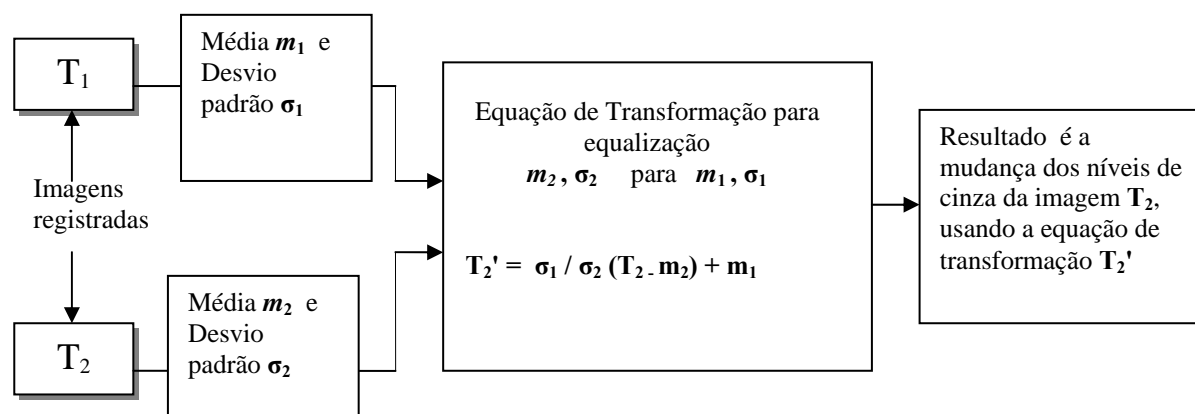 T₁
Média m₁ e
Desvio
padrão σ₁
Imagens
registradas
T₂
Média m₂ e
Desvio
padrão σ₂
Equação de Transformação para
equalização
m₂ , σ₂ para m₁ , σ₁
T₂' = σ₁ / σ₂ (T₂ - m₂) + m₁
Resultado é a
mudança dos níveis de
cinza da imagem T₂,
usando a equação de
transformação T₂'